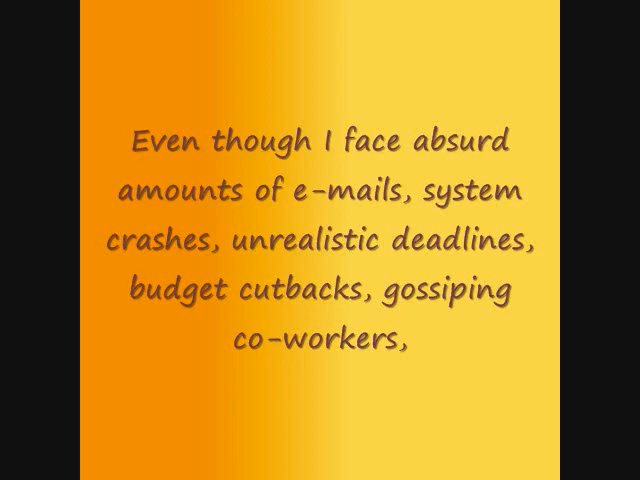 Even though I face absurd
amounts of e-mails, system
crashes, unrealistic deadlines,
budget cutbacks, gossiping
co-workers,